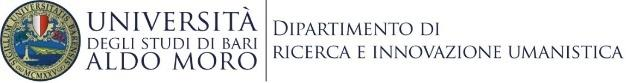 UNIVERSITÀ
DEGLI STUDI DI BARI
ALDO MORO
DIPARTIMENTO DI
RICERCA E INNOVAZIONE UMANISTICA